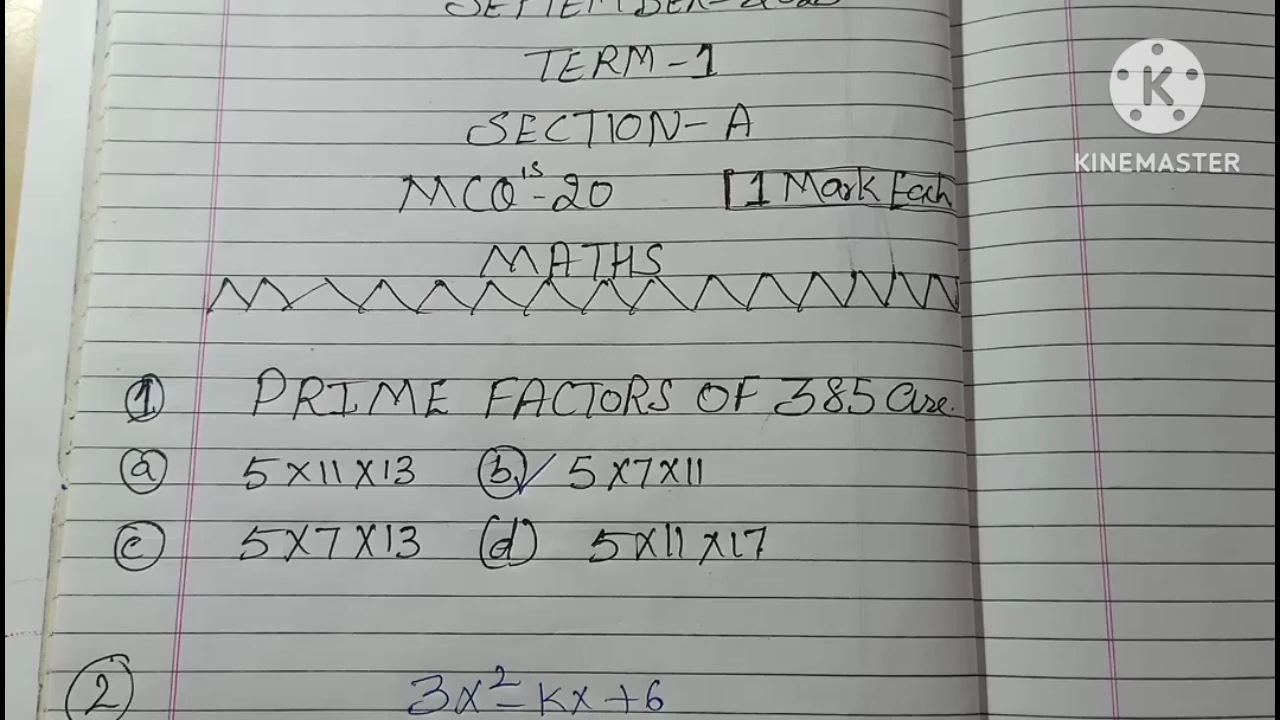 TERM-1
SECTION-A
MCQ's-20 [1 Mark Each
MATHS
1 PRIME FACTORS OF 385 are.
a 5×11×13 b ✓ 5×7×11
c 5×7×13 (d) 5×11×17
2 3x²-kx+6
K
KINEMASTER